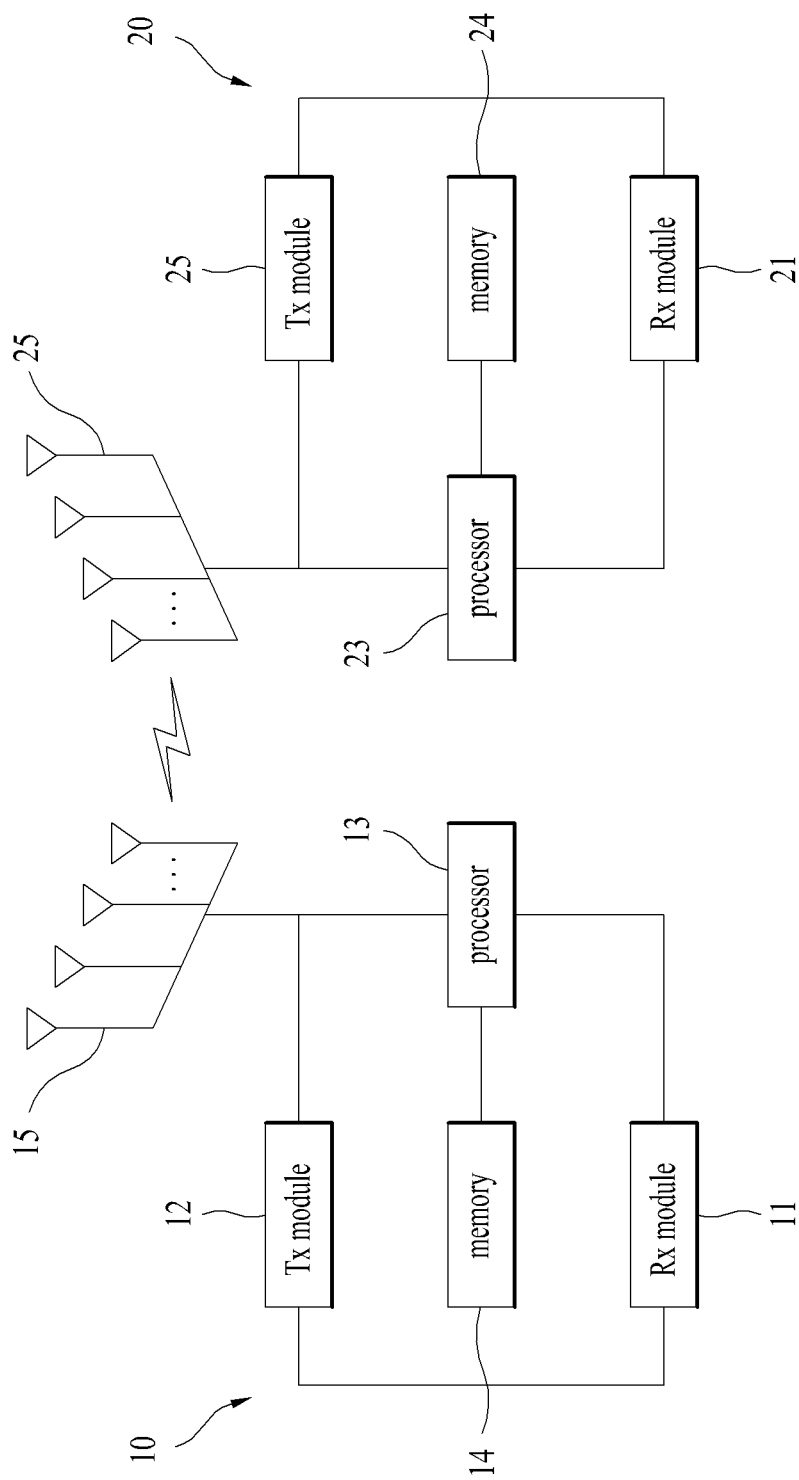 15
25
10
20
. . .
. . .
12
25
Tx module
Tx module
13
23
14
memory
processor
processor
memory
24
Rx module
Rx module
11
21